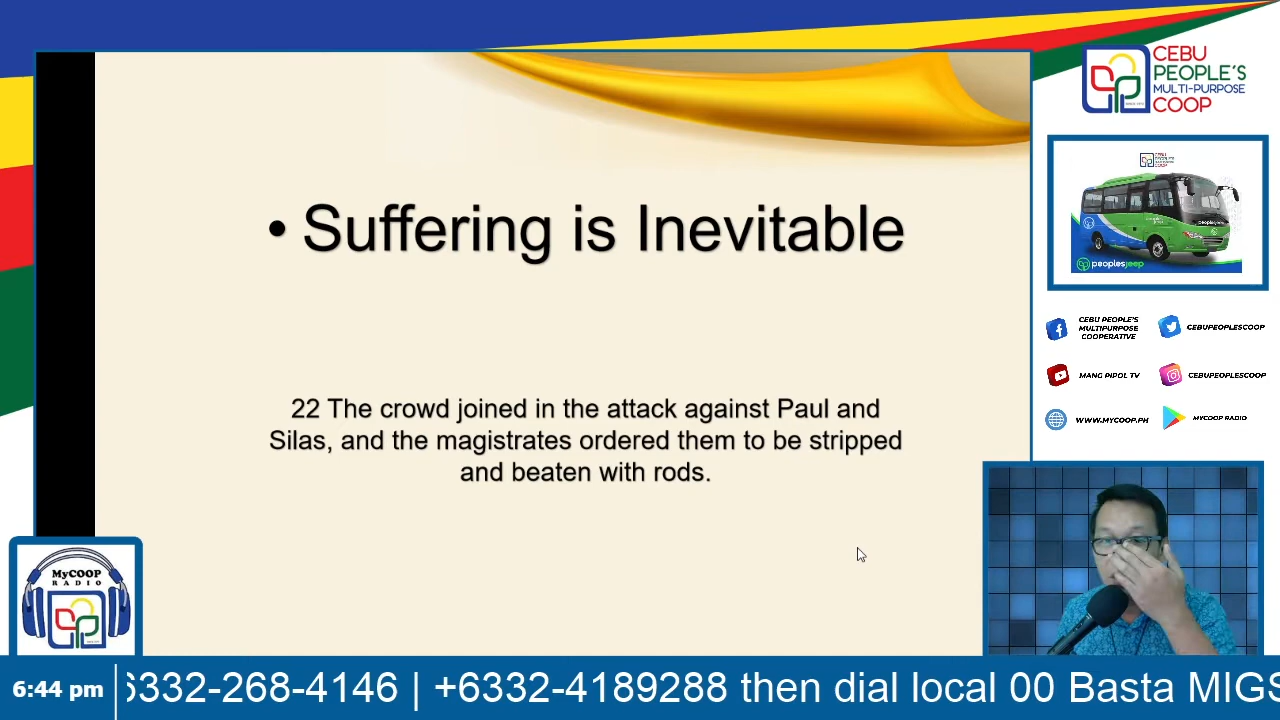 CEBU
PEOPLE'S
MULTI-PURPOSE
COOP
• Suffering is Inevitable
22 The crowd joined in the attack against Paul and
Silas, and the magistrates ordered them to be stripped
and beaten with rods.
peoplesjeep
CEBU PEOPLE'S
MULTIPURPOSE
COOPERATIVE
CEBUPEOPLESCOOP
MANG PIPOL TV
CEBUPEOPLESCOOP
WWW.MYCOOP.PH
MYCOOP RADIO
MyCOOP
RADIO
6:44 pm
6332-268-4146 | +6332-4189288 then dial local 00 Basta MIGS